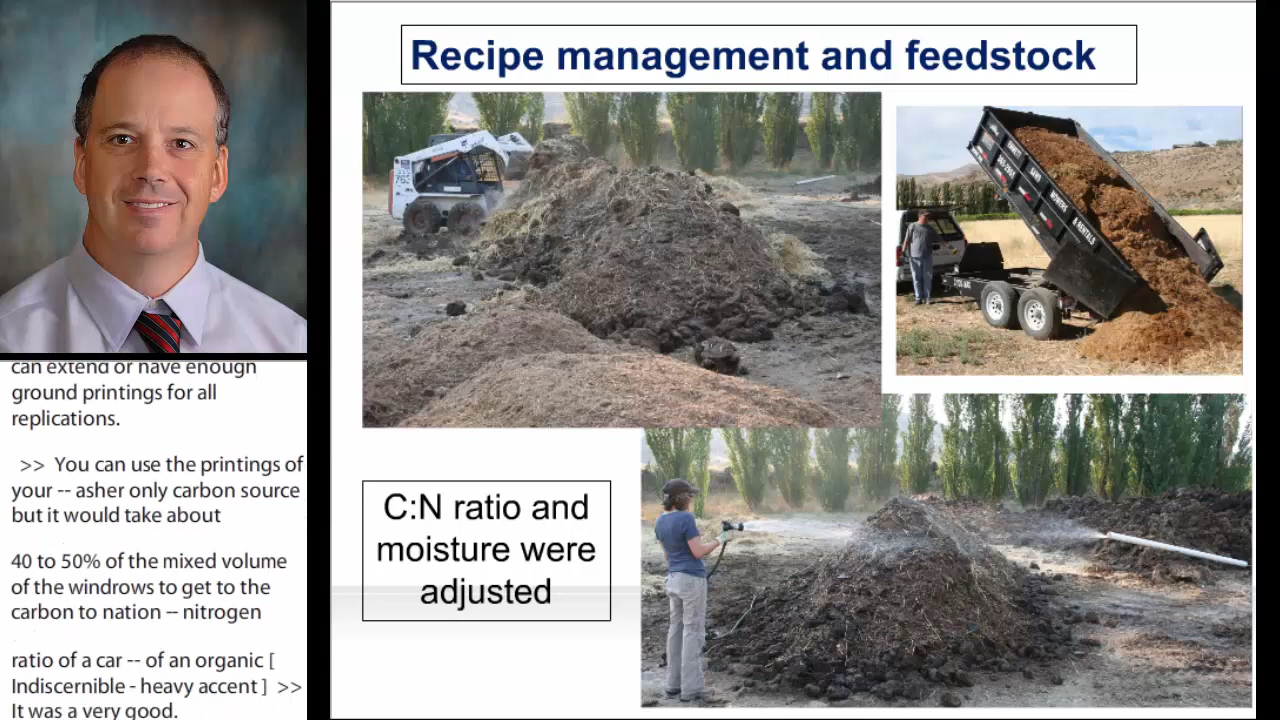 Recipe management and feedstock
C:N ratio and
moisture were
adjusted
can extend or have enough
ground printings for all
replications.
>> You can use the printings of
your -- asher only carbon source
but it would take about
40 to 50% of the mixed volume
of the windrows to get to the
carbon to nation -- nitrogen
ratio of a car -- of an organic [
Indiscernible - heavy accent ] >>
It was a very good.